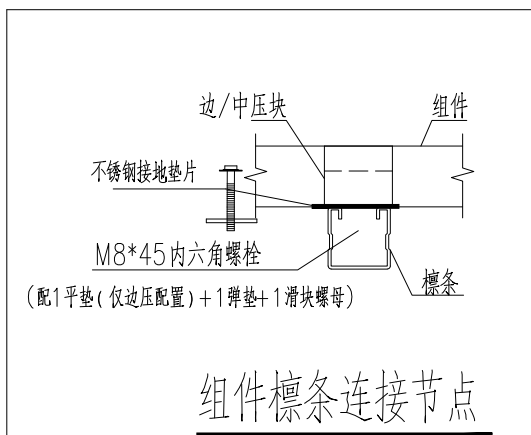 边/中压块
组件
不锈钢接地垫片
M8*45内六角螺栓
(配1平垫(仅边压配置)+1弹垫+1滑块螺母)
檩条
组件檩条连接节点